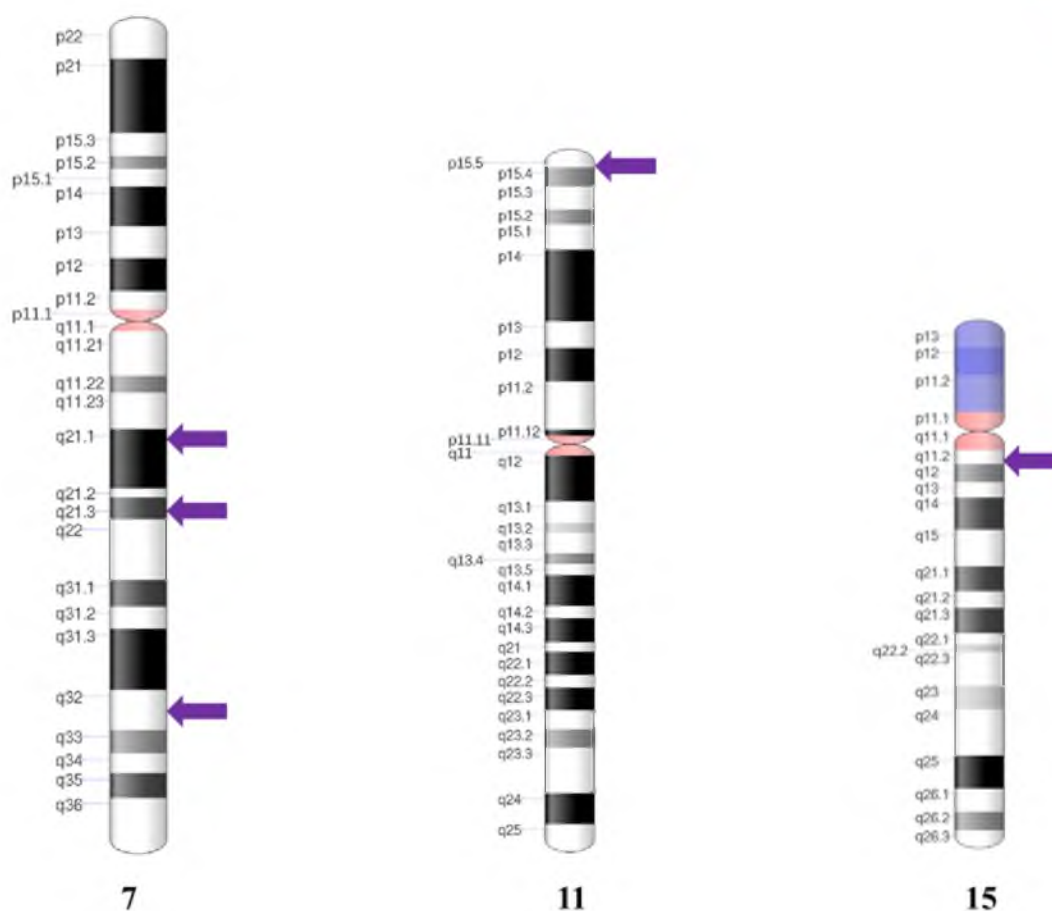 p22
p21
p15.3
p15.2
p15.1
p14
p13
p12
p11.2
p11.1
q11.1
q11.21
q11.22
q11.23
q21.1
q21.2
q21.3
q22
q31.1
q31.2
q31.3
q32
q33
q34
q35
q36
7
p15.5
p15.4
p15.3
p15.2
p15.1
p14
p13
p12
p11.2
p11.12
p11.11
q11
q12
q13.1
q13.2
q13.3
q13.4
q13.5
q14.1
q14.2
q14.3
q21
q22.1
q22.2
q22.3
q23.1
q23.2
q23.3
q24
q25
11
p13
p12
p11.2
p11.1
q11.1
q11.2
q12
q13
q14
q15
q21.1
q21.2
q21.3
q22.1
q22.2
q22.3
q23
q24
q25
q26.1
q26.2
q26.3
15